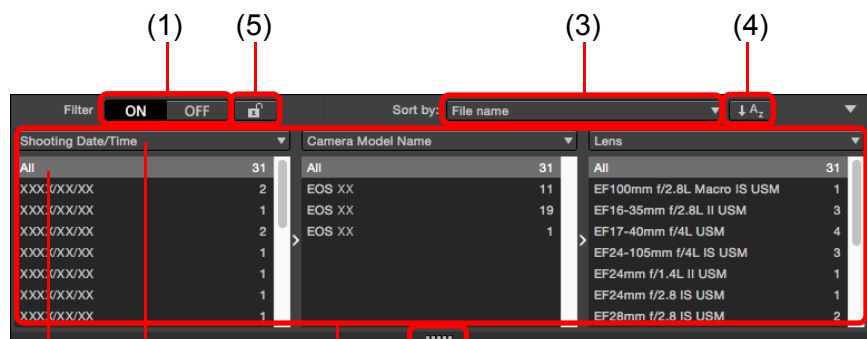 (1) (5) (3) (4)
Filter ON OFF Sort by: File name ↓Az
Shooting Date/Time Camera Model Name Lens
All 31 All 31 All 31
XXXX/XX/XX 2 EOS XX 11 EF100mm f/2.8L Macro IS USM 1
XXXX/XX/XX 1 EOS XX 19 EF16-35mm f/2.8L II USM 3
XXXX/XX/XX 2 EOS XX 1 EF17-40mm f/4L USM 4
XXXX/XX/XX 1 EF24-105mm f/4L IS USM 3
XXXX/XX/XX 1 EF24mm f/1.4L II USM 1
XXXX/XX/XX 1 EF24mm f/2.8 IS USM 1
XXXX/XX/XX 1 EF28mm f/2.8 IS USM 2